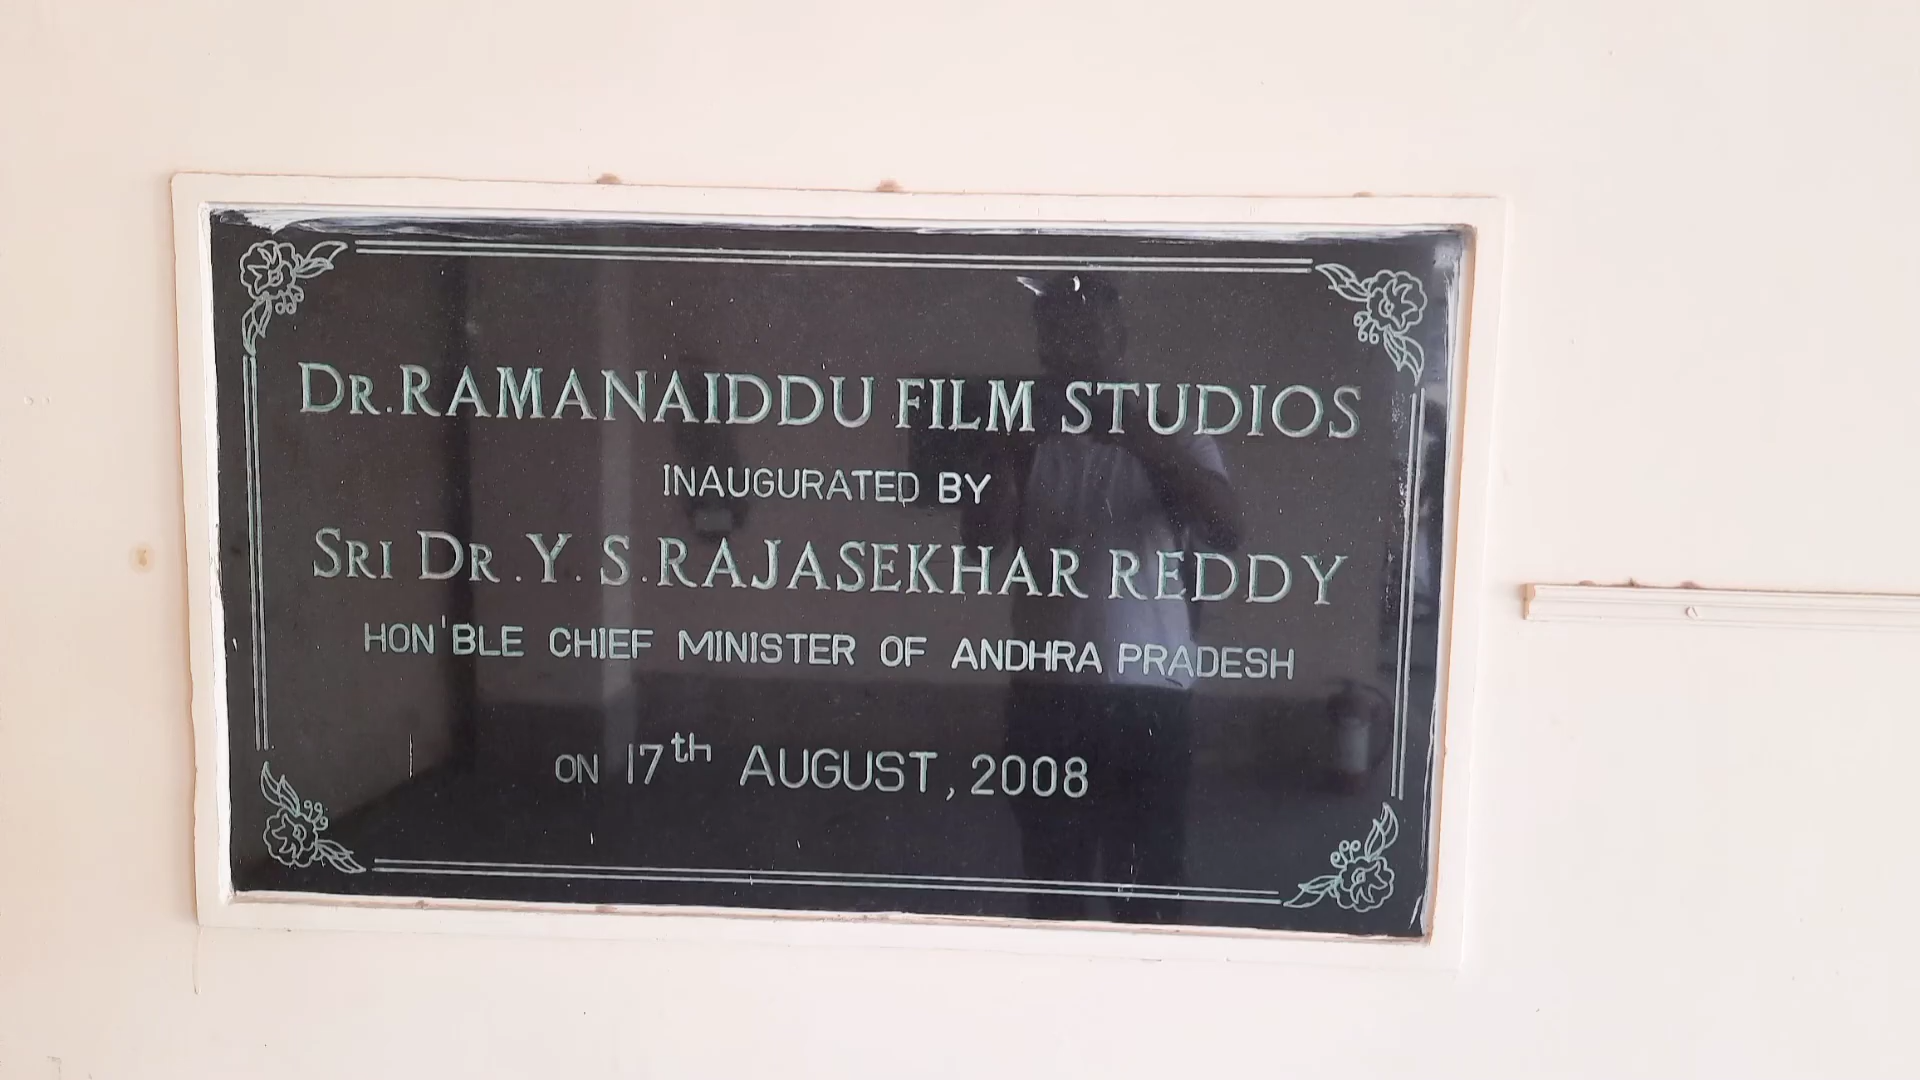 DR.RAMANAIDDU FILM STUDIOS
INAUGURATED BY
SRI DR.Y.S.RAJASEKHAR REDDY
HON'BLE CHIEF MINISTER OF ANDHRA PRADESH
ON 17th AUGUST, 2008